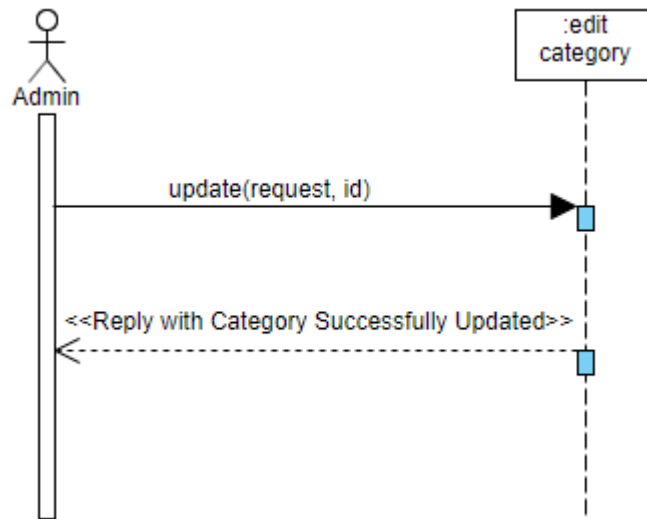 :edit
category
Admin
update(request, id)
<<Reply with Category Successfully Updated>>